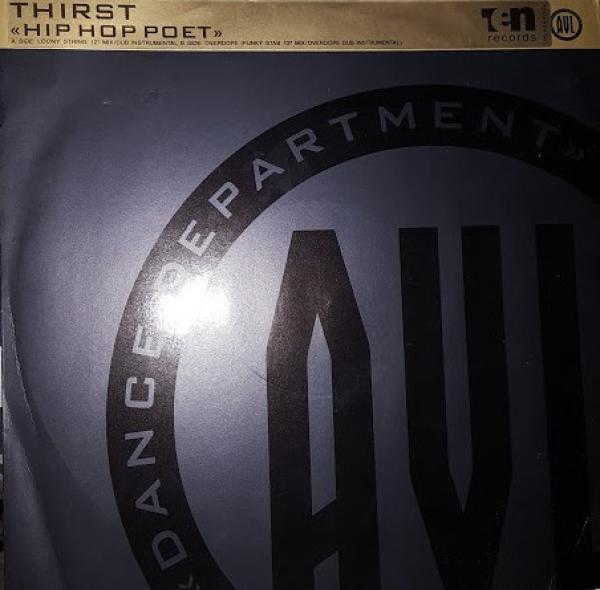 THIRST
«HIP HOP POET»
A SIDE: LOONY STRING 12" MIX/DUB INSTRUMENTAL B SIDE: OVERDOPE (FUNKY STAB 12" MIX/OVERDOPE DUB INSTRUMENTAL)
TEN
records
AVL
«DANCE DEPARTMENT»
AVL